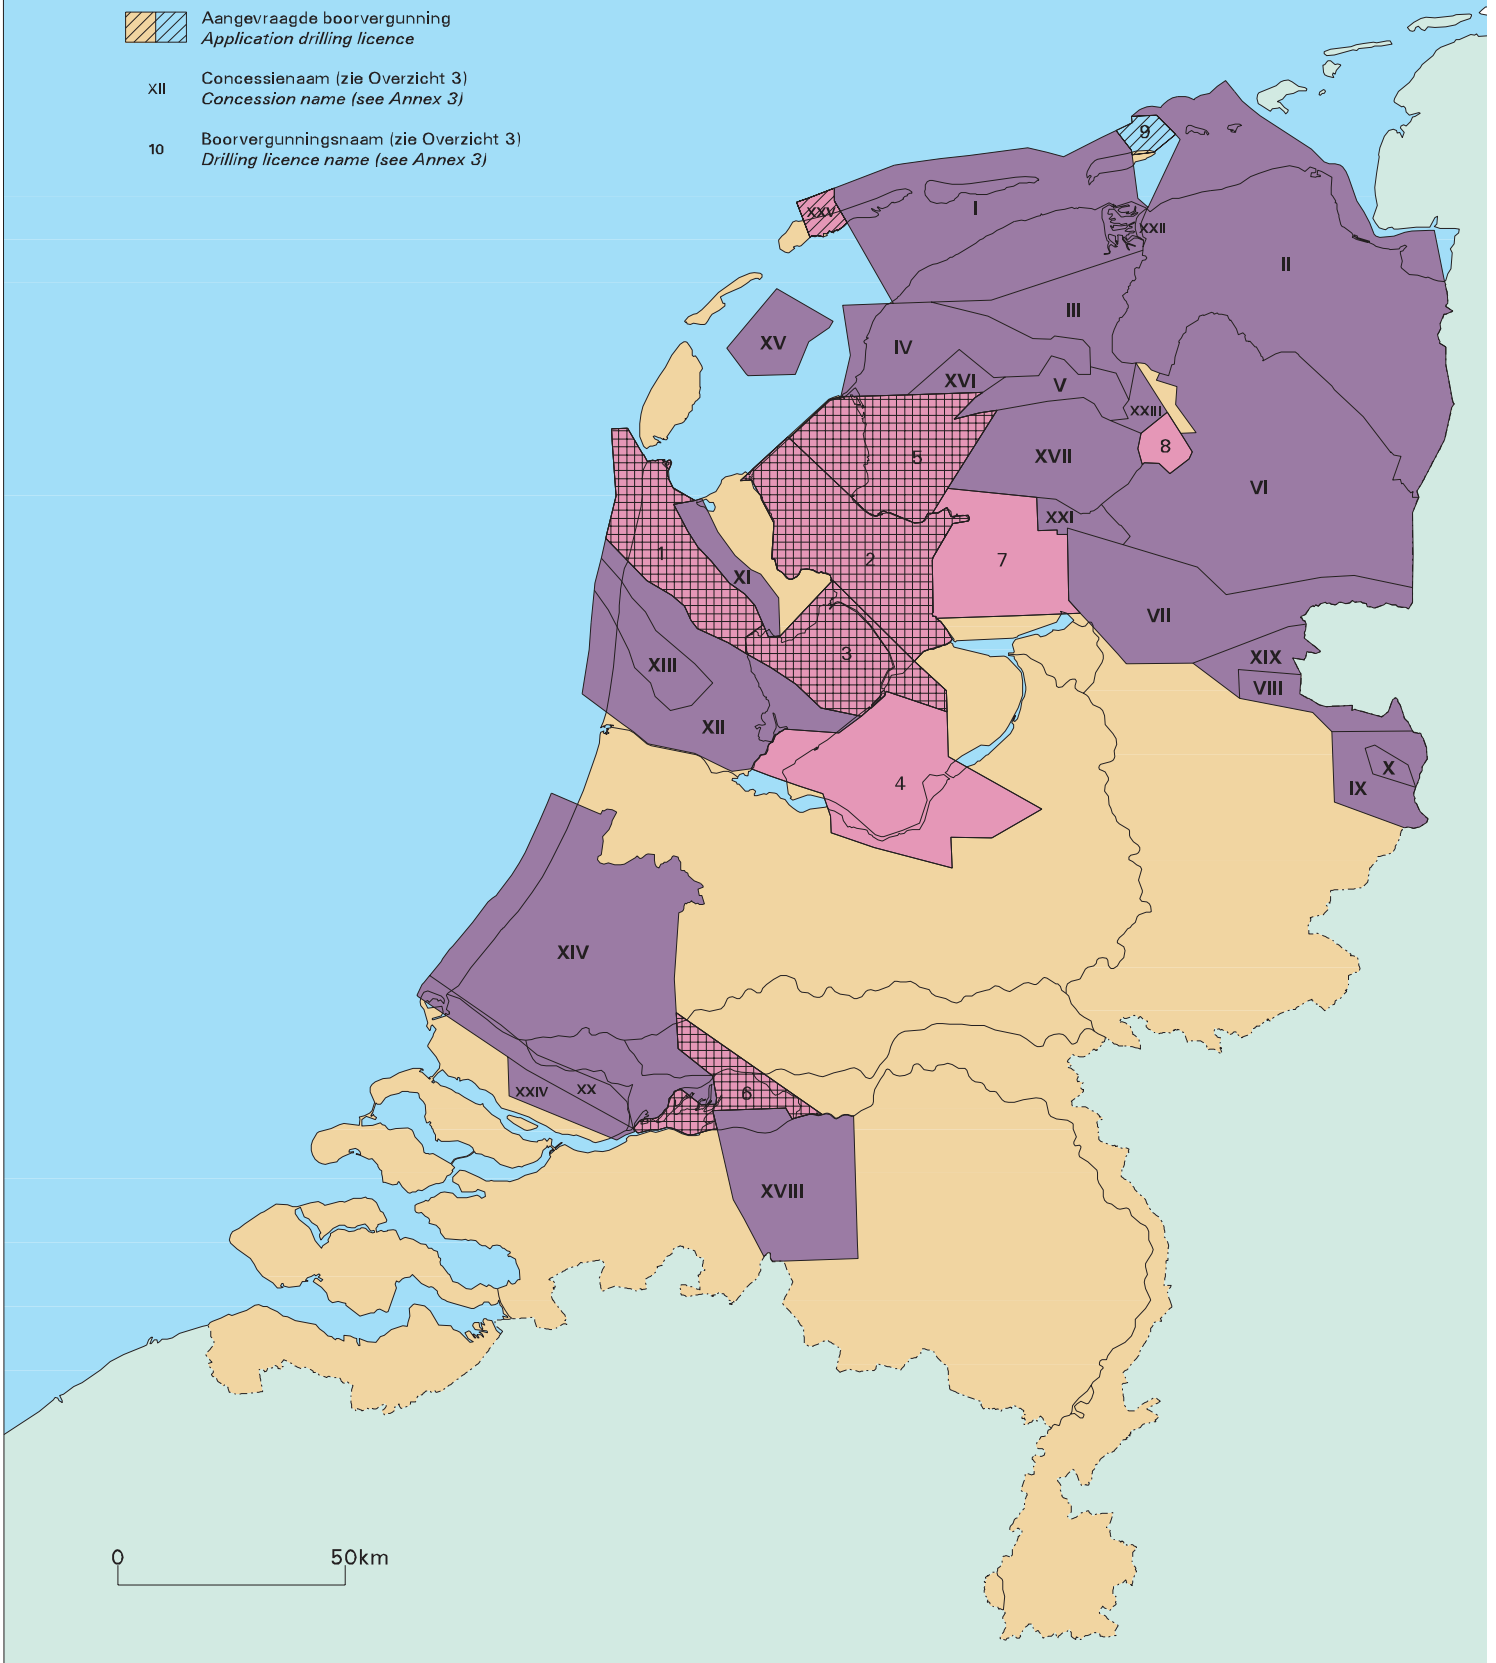 Aangevraagde boorvergunning
Application drilling licence
XII
Concessienaam (zie Overzicht 3)
Concession name (see Annex 3)
10
Boorvergunningsnaam (zie Overzicht 3)
Drilling licence name (see Annex 3)
9
XXV
I
XXII
II
III
XV
IV
XVI
V
XXIII
8
5
XVII
VI
XXI
1
2
7
XI
VII
3
XIII
XIX
VIII
XII
X
4
IX
XIV
XXIV
XX
6
XVIII
0
50km